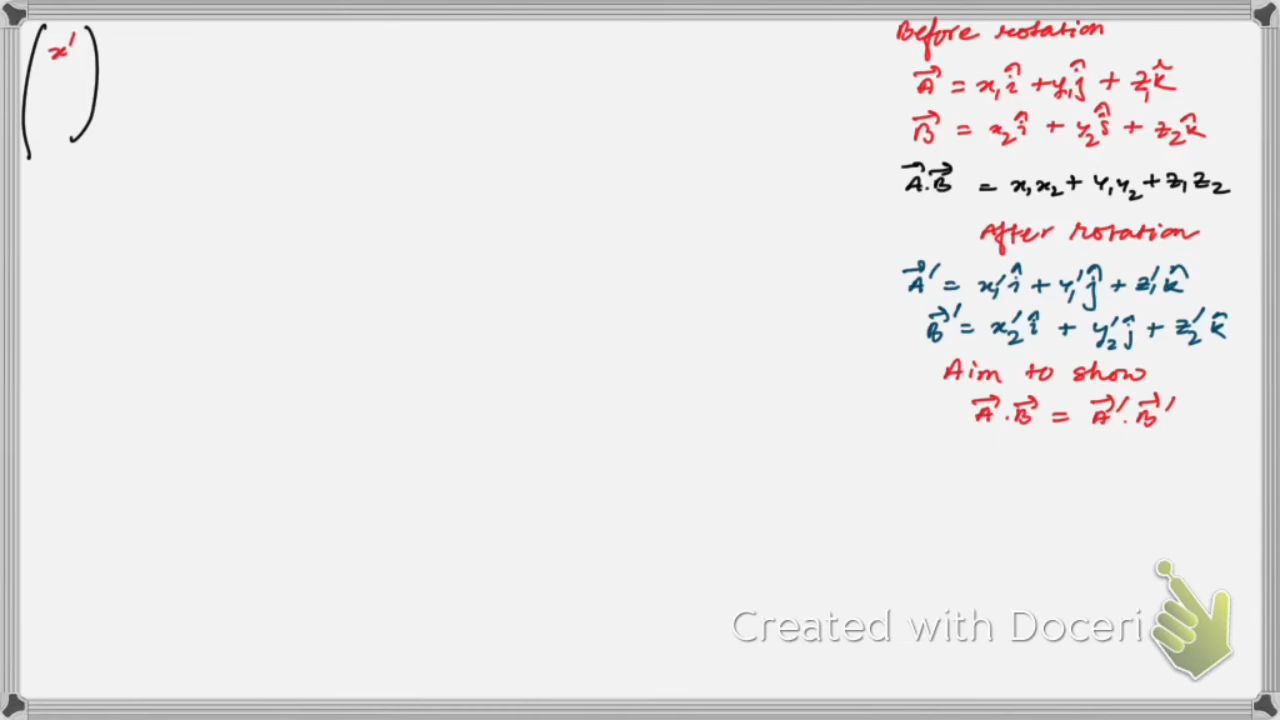 x′
Before rotation
A⃗ = x₁î + y₁ĵ + z₁k̂
B⃗ = x₂î + y₂ĵ + z₂k̂
A⃗.B⃗ = x₁x₂ + y₁y₂ + z₁z₂
After rotation
A⃗′ = x₁′î + y₁′ĵ + z₁′k̂
B⃗′ = x₂′î + y₂′ĵ + z₂′k̂
Aim to show
A⃗.B⃗ = A⃗′.B⃗′
Created with Doceri